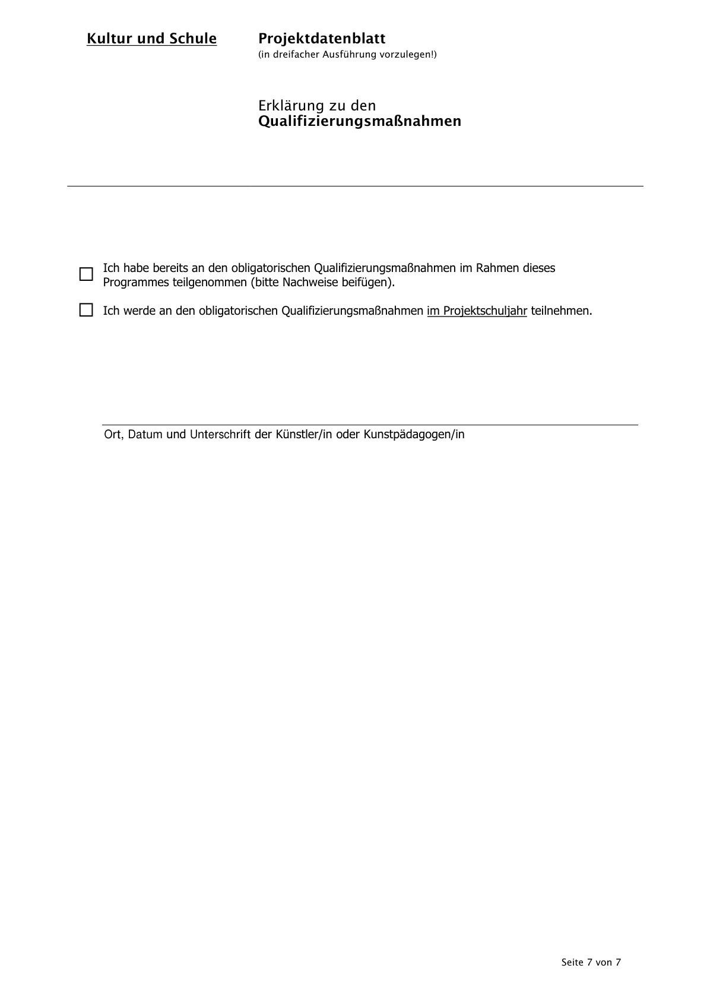 Kultur und Schule
Projektdatenblatt
(in dreifacher Ausführung vorzulegen!)
Erklärung zu den
Qualifizierungsmaßnahmen
Ich habe bereits an den obligatorischen Qualifizierungsmaßnahmen im Rahmen dieses
Programmes teilgenommen (bitte Nachweise beifügen).
Ich werde an den obligatorischen Qualifizierungsmaßnahmen im Projektschuljahr teilnehmen.
Ort, Datum und Unterschrift der Künstler/in oder Kunstpädagogen/in
Seite 7 von 7